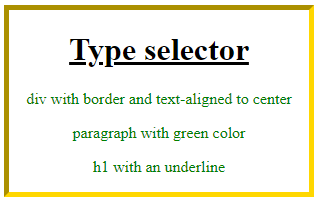 Type selector
div with border and text-aligned to center
paragraph with green color
h1 with an underline